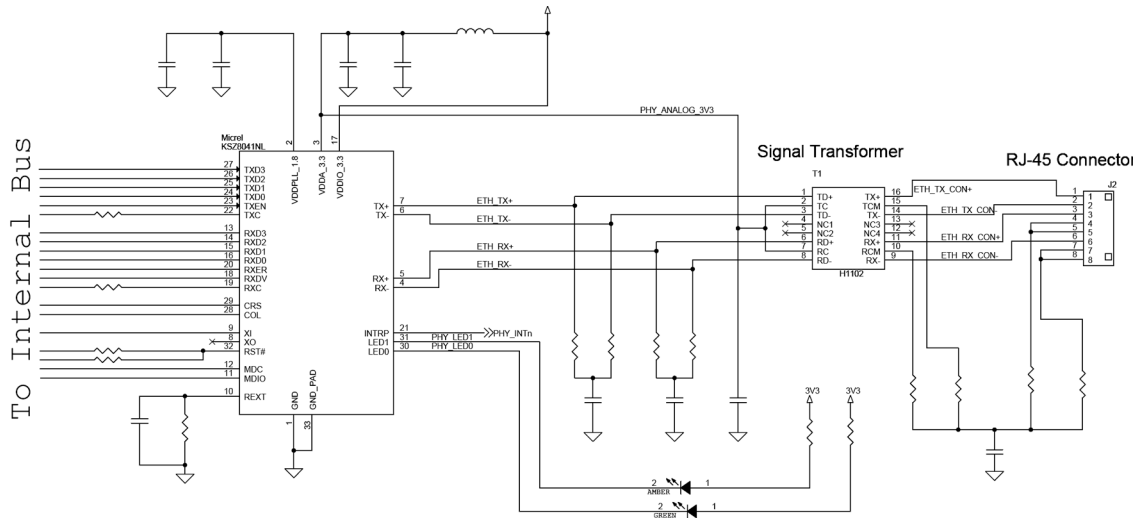 PHY_ANALOG_3V3
Micrel
KSZ8041NL
2
3
17
VDDPLL_1.8
VDDA_3.3
VDDIO_3.3
To Internal Bus
27 TXD3
26 TXD2
25 TXD1
24 TXD0
23 TXEN
22 TXC
13 RXD3
14 RXD2
15 RXD1
16 RXD0
20 RXER
18 RXDV
19 RXC
29 CRS
28 COL
9 XI
8 XO
32 RST#
12 MDC
11 MDIO
10 REXT
TX+ 7 ETH_TX+
TX- 6 ETH_TX-
ETH_RX+
RX+ 5
RX- 4 ETH_RX-
INTRP 21 PHY_INTn
LED1 31 PHY_LED1
LED0 30 PHY_LED0
GND
GND_PAD
1
33
Signal Transformer
T1
1 TD+ TX+ 16 ETH_TX_CON+
2 TC TCM 15
3 TD- TX- 14 ETH_TX_CON-
4 NC1 NC3 13
5 NC2 NC4 12
6 RD+ RX+ 11 ETH_RX_CON+
7 RC RCM 10
8 RD- RX- 9 ETH_RX_CON-
H1102
RJ-45 Connector
J2
1
2
3
4
5
6
7
8
3V3
3V3
2 AMBER 1
2 GREEN 1